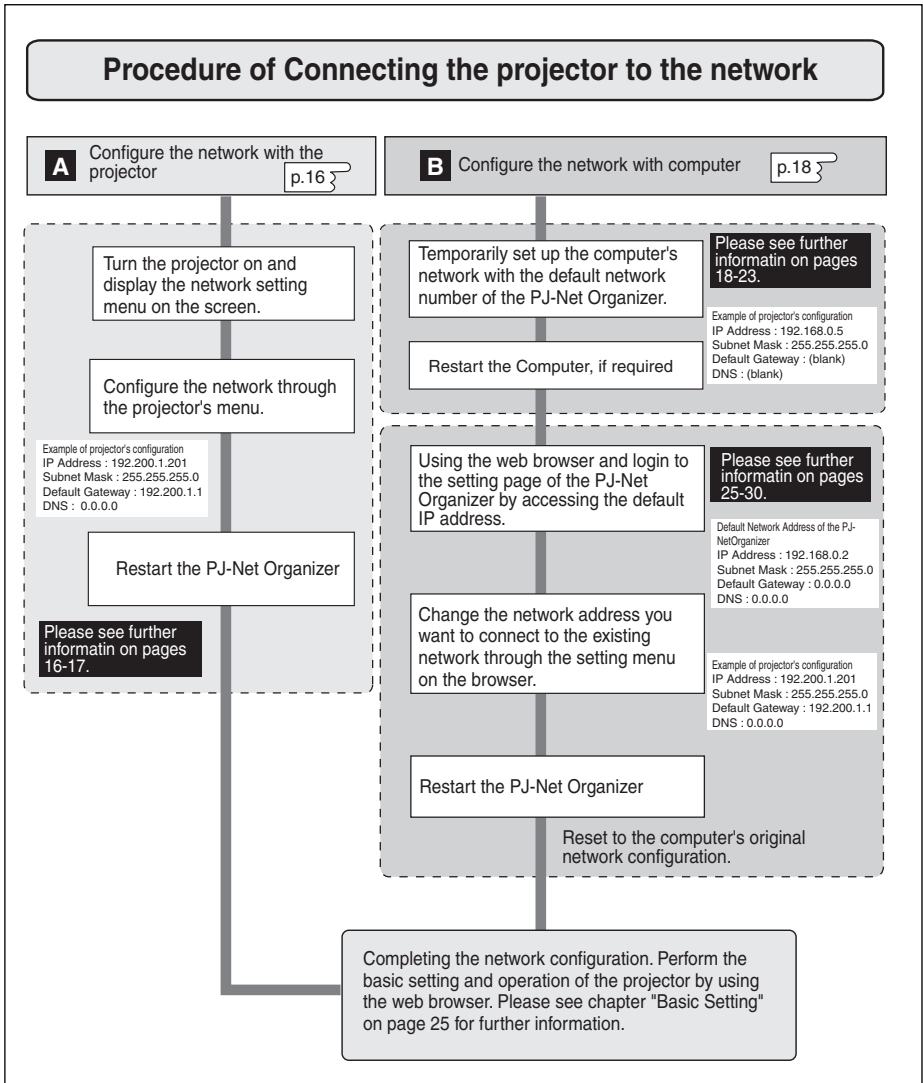 Procedure of Connecting the projector to the network
A
Configure the network with the
projector
p.16
Turn the projector on and
display the network setting
menu on the screen.
Configure the network through
the projector's menu.
Example of projector's configuration
IP Address : 192.200.1.201
Subnet Mask : 255.255.255.0
Default Gateway : 192.200.1.1
DNS : 0.0.0.0
Restart the PJ-Net Organizer
Please see further
informatin on pages
16-17.
B
Configure the network with computer
p.18
Temporarily set up the computer's
network with the default network
number of the PJ-Net Organizer.
Please see further
informatin on pages
18-23.
Example of projector's configuration
IP Address : 192.168.0.5
Subnet Mask : 255.255.255.0
Default Gateway : (blank)
DNS : (blank)
Restart the Computer, if required
Using the web browser and login to
the setting page of the PJ-Net
Organizer by accessing the default
IP address.
Please see further
informatin on pages
25-30.
Default Network Address of the PJ-
NetOrganizer
IP Address : 192.168.0.2
Subnet Mask : 255.255.255.0
Default Gateway : 0.0.0.0
DNS : 0.0.0.0
Change the network address you
want to connect to the existing
network through the setting menu
on the browser.
Example of projector's configuration
IP Address : 192.200.1.201
Subnet Mask : 255.255.255.0
Default Gateway : 192.200.1.1
DNS : 0.0.0.0
Restart the PJ-Net Organizer
Reset to the computer's original
network configuration.
Completing the network configuration. Perform the
basic setting and operation of the projector by using
the web browser. Please see chapter "Basic Setting"
on page 25 for further information.